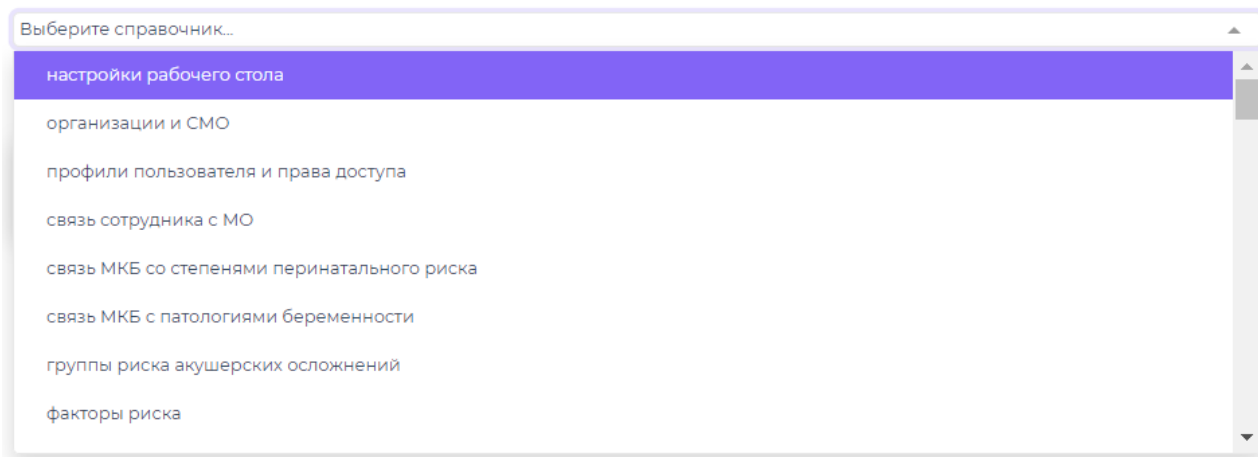 Выберите справочник...
настройки рабочего стола
организации и СМО
профили пользователя и права доступа
связь сотрудника с МО
связь МКБ со степенями перинатального риска
связь МКБ с патологиями беременности
группы риска акушерских осложнений
факторы риска